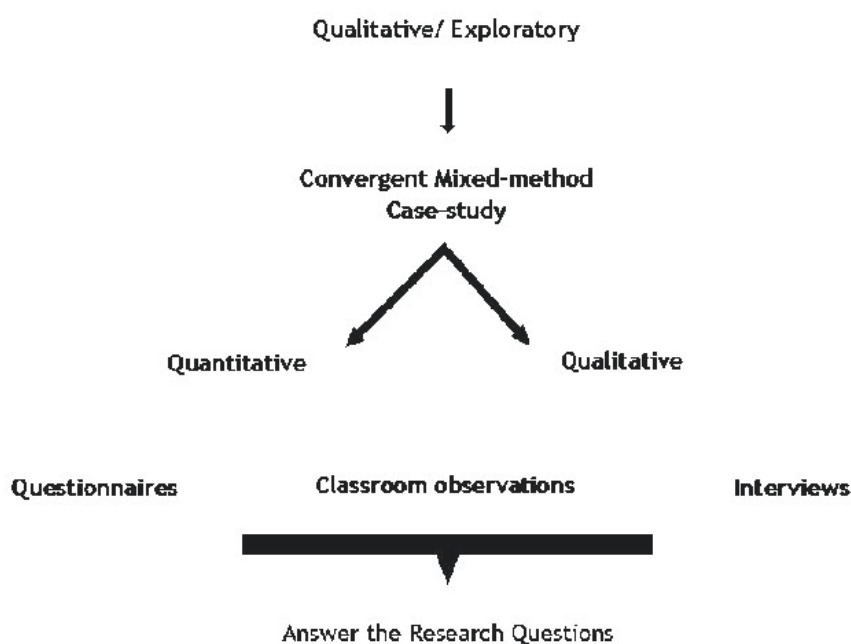 Qualitative/ Exploratory
Convergent Mixed-method
Case-study
Quantitative
Qualitative
Questionnaires
Classroom observations
Interviews
Answer the Research Questions